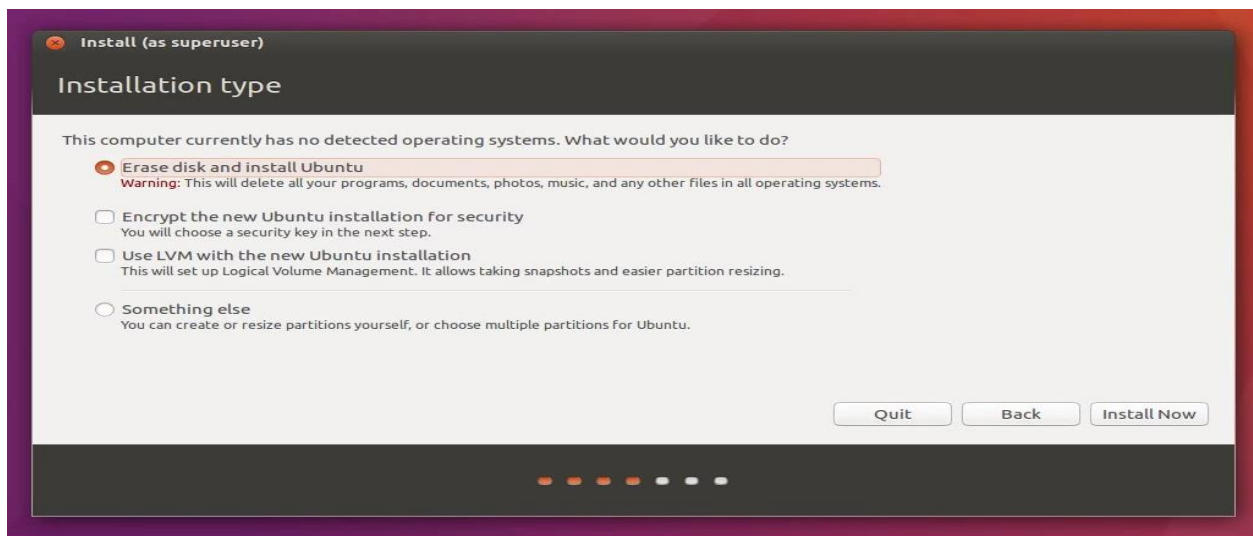 Install (as superuser)
Installation type
This computer currently has no detected operating systems. What would you like to do?
Erase disk and install Ubuntu
Warning: This will delete all your programs, documents, photos, music, and any other files in all operating systems.
Encrypt the new Ubuntu installation for security
You will choose a security key in the next step.
Use LVM with the new Ubuntu installation
This will set up Logical Volume Management. It allows taking snapshots and easier partition resizing.
Something else
You can create or resize partitions yourself, or choose multiple partitions for Ubuntu.
Quit Back Install Now